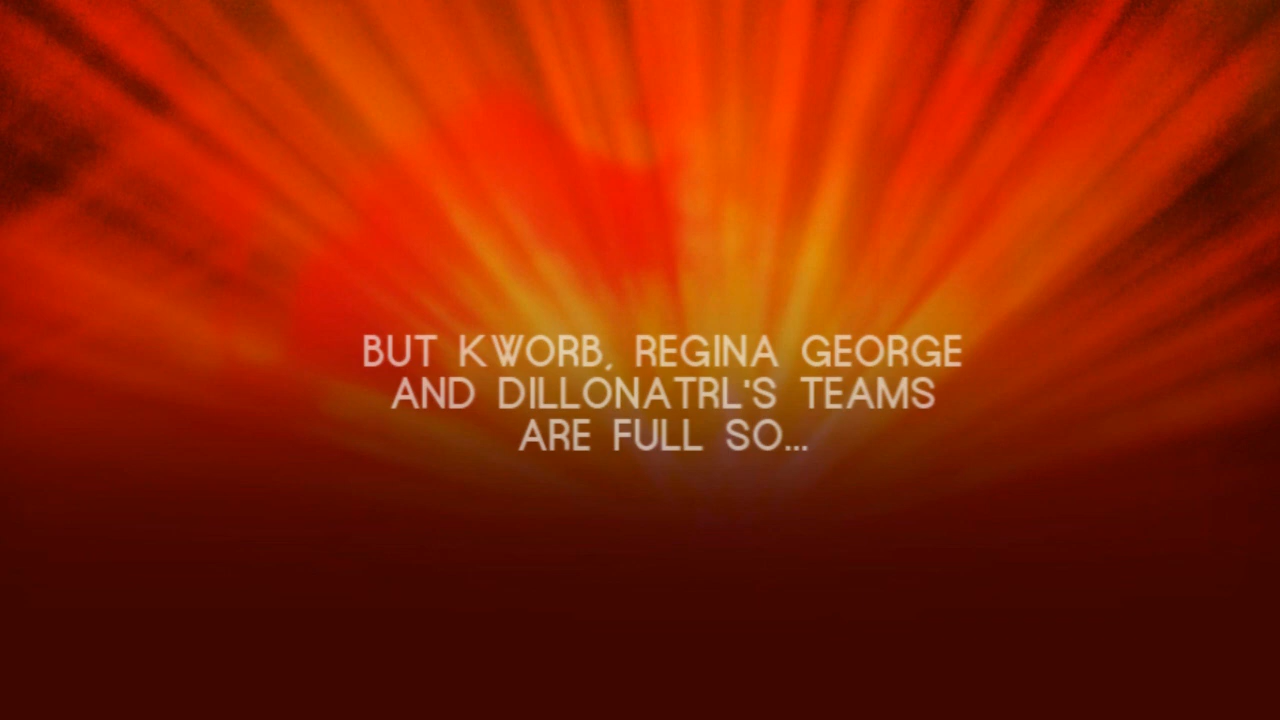 BUT KWORB, REGINA GEORGE
AND DILLONATRL'S TEAMS
ARE FULL SO...